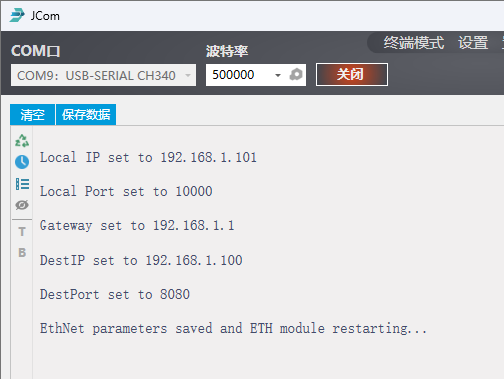 JCom
COM口
波特率
终端模式 设置
COM9: USB-SERIAL CH340
500000
关闭
清空 保存数据
Local IP set to 192.168.1.101
Local Port set to 10000
Gateway set to 192.168.1.1
T
DestIP set to 192.168.1.100
B
DestPort set to 8080
EthNet parameters saved and ETH module restarting...